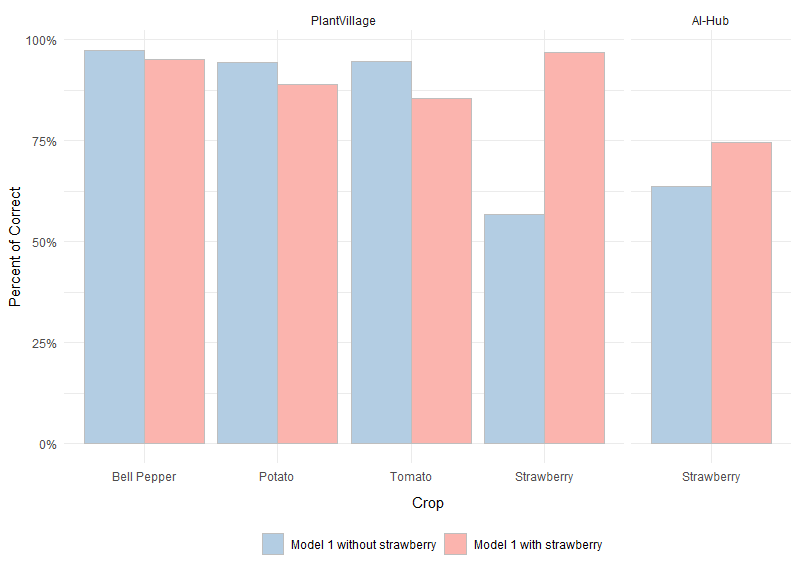 PlantVillage
AI-Hub
100%
75%
50%
25%
0%
Percent of Correct
Bell Pepper
Potato
Tomato
Strawberry
Strawberry
Crop
Model 1 without strawberry
Model 1 with strawberry